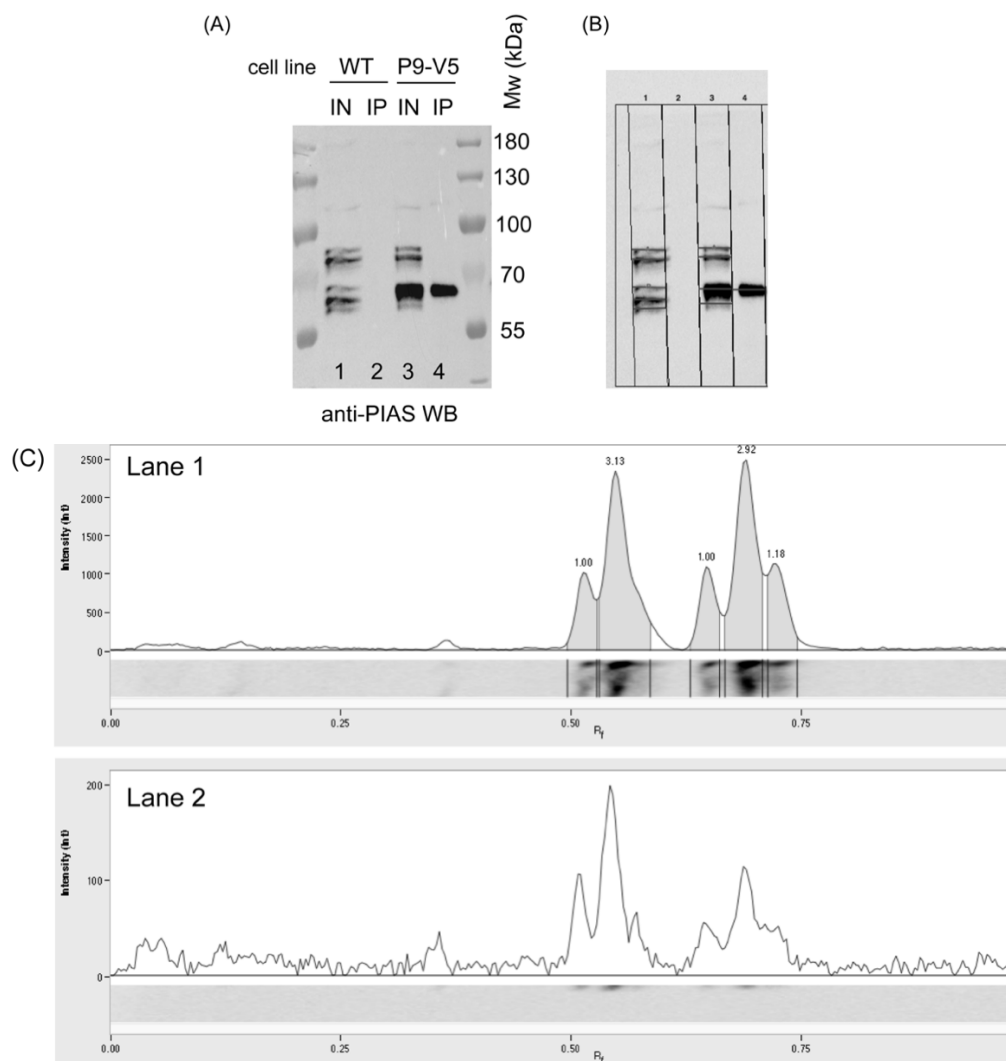 (A)
cell line WT P9-V5 Mw (kDa)
IN IP IN IP
180
130
100
70
55
1 2 3 4
anti-PIAS WB
(B)
1 2 3 4
(C)
Lane 1
Intensity (Int)
2500
2000
1500
1000
500
0
1.00 3.13 1.00 2.92 1.18
0.00 0.25 0.50 0.75
Rf
Lane 2
Intensity (Int)
200
100
0
0.00 0.25 0.50 0.75
Rf